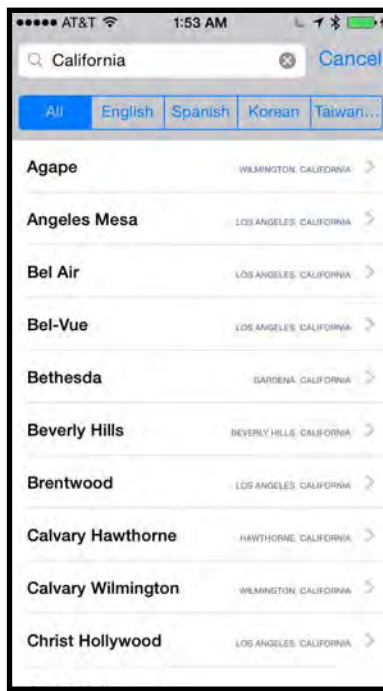 AT&T 1:53 AM
California Cancel
All English Spanish Korean Taiwan...
Agape WILMINGTON, CALIFORNIA
Angeles Mesa LOS ANGELES, CALIFORNIA
Bel Air LOS ANGELES, CALIFORNIA
Bel-Vue LOS ANGELES, CALIFORNIA
Bethesda GARDENA, CALIFORNIA
Beverly Hills BEVERLY HILLS, CALIFORNIA
Brentwood LOS ANGELES, CALIFORNIA
Calvary Hawthorne HAWTHORNE, CALIFORNIA
Calvary Wilmington WILMINGTON, CALIFORNIA
Christ Hollywood LOS ANGELES, CALIFORNIA